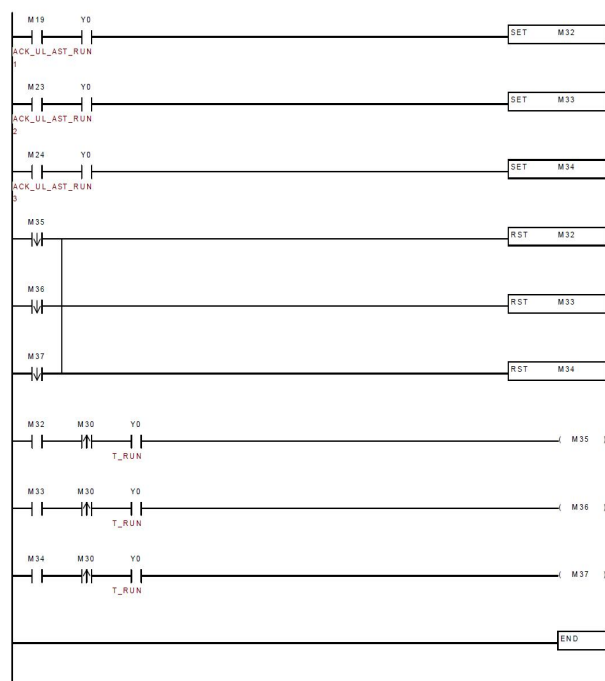 M19 Y0
SET M32
ACK_UL_AST_RUN
1
M23 Y0
SET M33
ACK_UL_AST_RUN
2
M24 Y0
SET M34
ACK_UL_AST_RUN
3
M35
RST M32
M36
RST M33
M37
RST M34
M32 M30 Y0
( M35 )
T_RUN
M33 M30 Y0
( M36 )
T_RUN
M34 M30 Y0
( M37 )
T_RUN
END